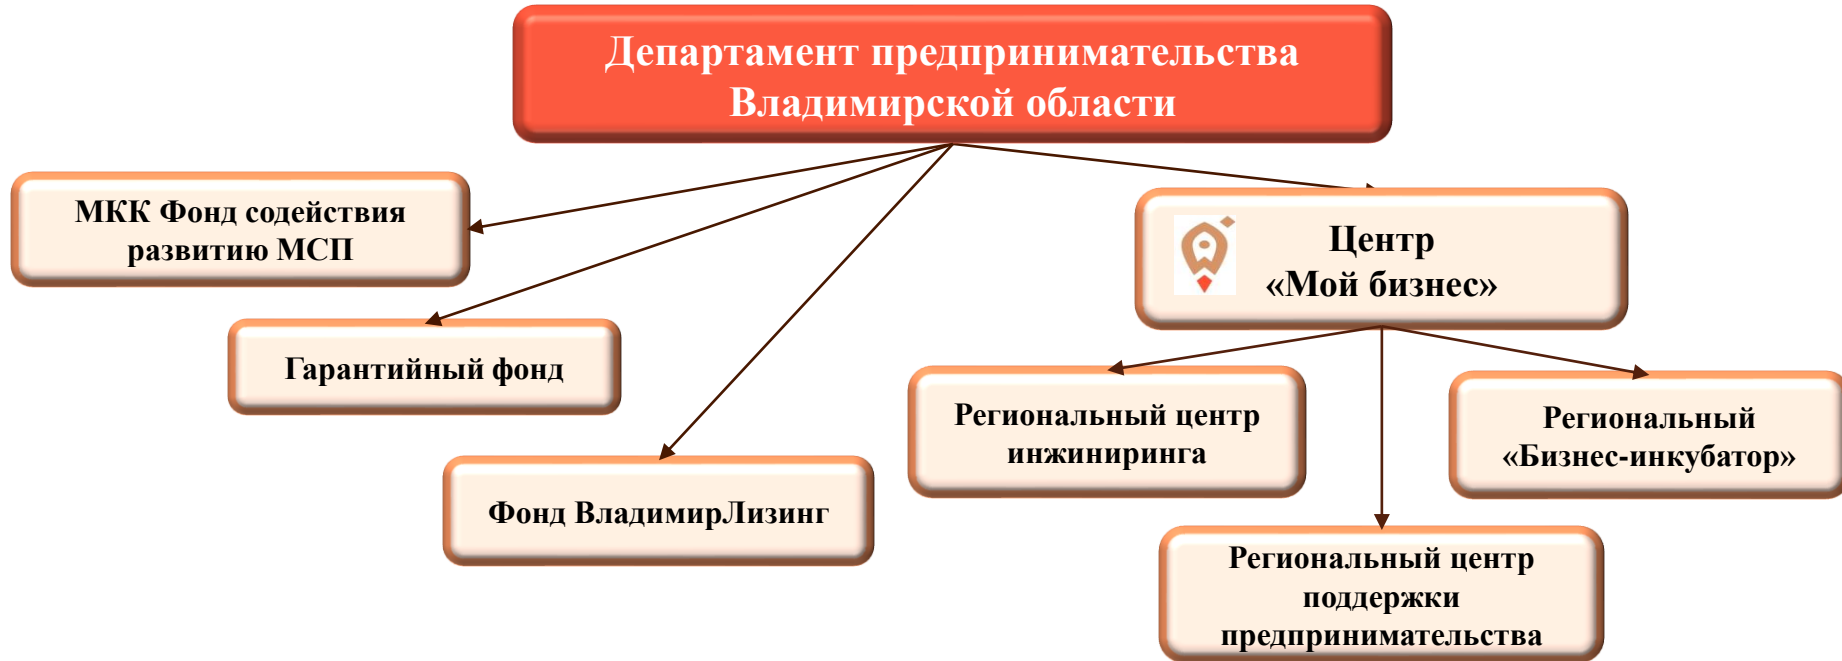 Департамент предпринимательства
Владимирской области
МКК Фонд содействия
развитию МСП
Центр
«Мой бизнес»
Гарантийный фонд
Региональный центр
инжиниринга
Региональный
«Бизнес-инкубатор»
Фонд ВладимирЛизинг
Региональный центр
поддержки
предпринимательства